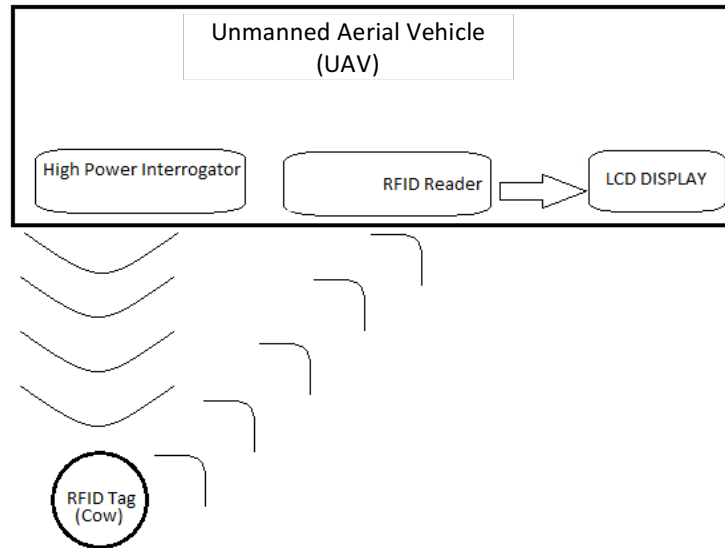 Unmanned Aerial Vehicle
(UAV)
High Power Interrogator
RFID Reader
LCD DISPLAY
RFID Tag
(Cow)